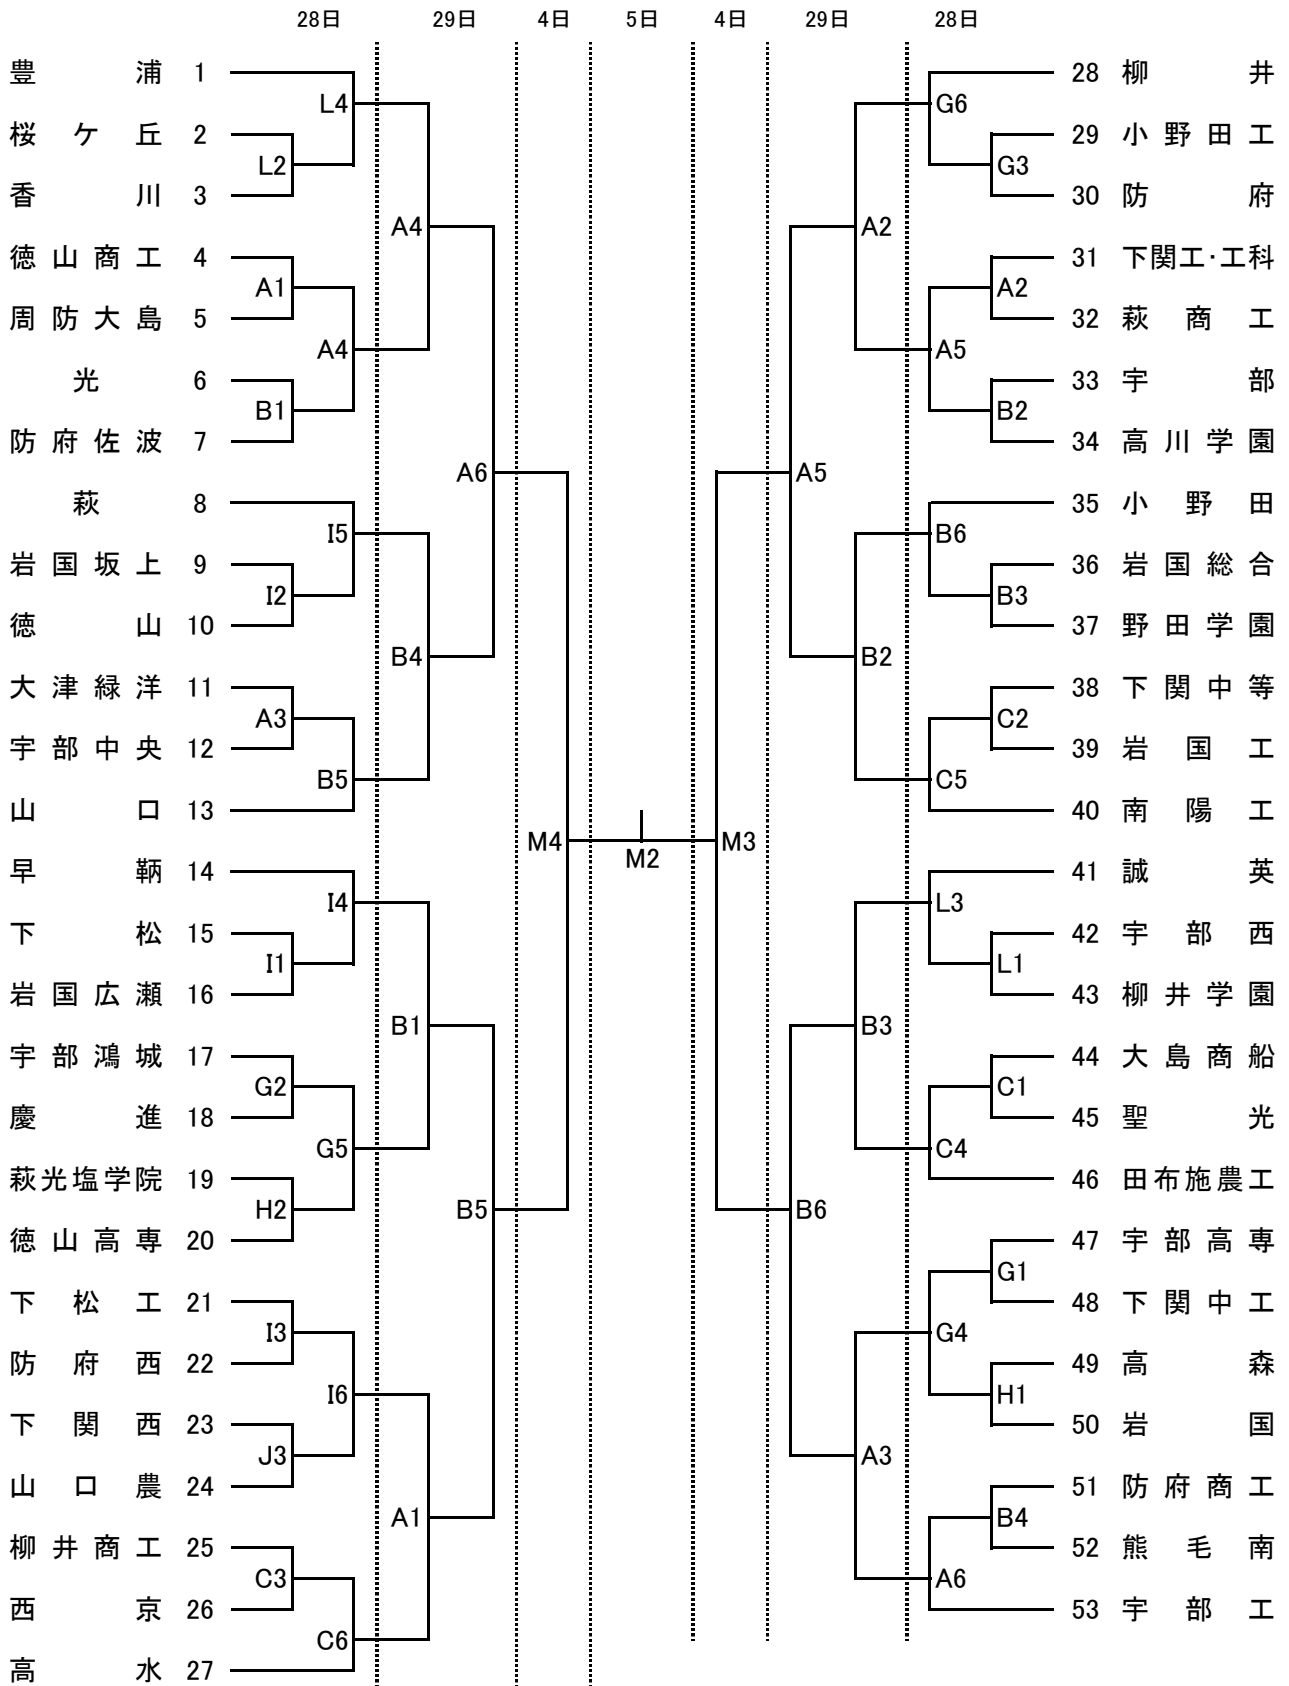 28日 29日 4日 5日 4日 29日 28日
豊浦 1 28 柳井
L4 G6
桜ケ丘 2 29 小野田工
L2 G3
香川 3 30 防府
A4 A2
徳山商工 4 31 下関工・工科
A1 A2
周防大島 5 32 萩商工
A4 A5
光 6 33 宇部
B1 B2
防府佐波 7 34 高川学園
A6 A5
萩 8 35 小野田
I5 B6
岩国坂上 9 36 岩国総合
I2 B3
徳山 10 37 野田学園
B4 B2
大津緑洋 11 38 下関中等
A3 C2
宇部中央 12 39 岩国工
B5 C5
山口 13 40 南陽工
M4 M2 M3
早鞆 14 41 誠英
I4 L3
下松 15 42 宇部西
I1 L1
岩国広瀬 16 43 柳井学園
B1 B3
宇部鴻城 17 44 大島商船
G2 C1
慶進 18 45 聖光
G5 C4
萩光塩学院 19 46 田布施農工
H2 B5 B6
徳山高専 20 47 宇部高専
G1
下松工 21 48 下関中工
I3 G4
防府西 22 49 高森
I6 H1
下関西 23 50 岩国
J3 A3
山口農 24 51 防府商工
A1 B4
柳井商工 25 52 熊毛南
C3 A6
西京 26 53 宇部工
C6
高水 27